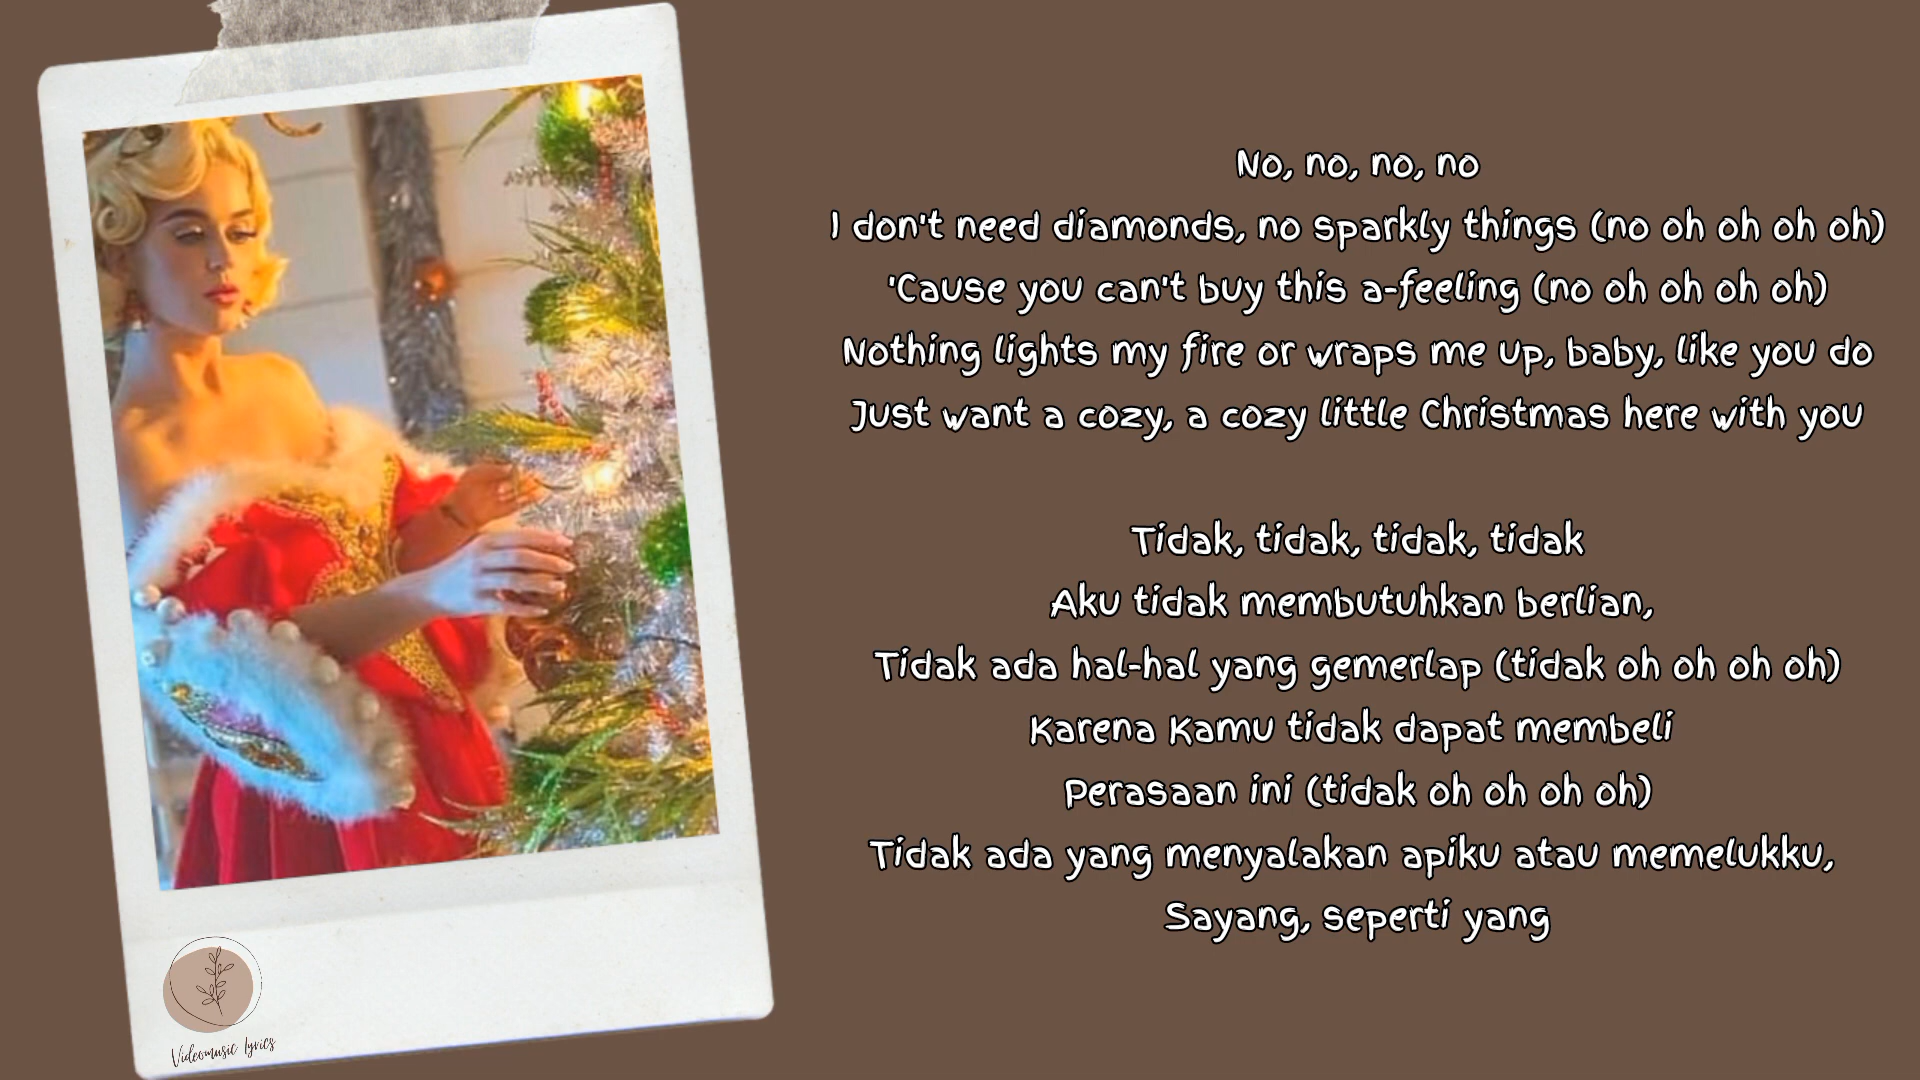 No, no, no, no
I don't need diamonds, no sparkly things (no oh oh oh oh)
'Cause you can't buy this a-feeling (no oh oh oh oh)
Nothing lights my fire or wraps me up, baby, like you do
Just want a cozy, a cozy little Christmas here with you
Tidak, tidak, tidak, tidak
Aku tidak membutuhkan berlian,
Tidak ada hal-hal yang gemerlap (tidak oh oh oh oh)
Karena Kamu tidak dapat membeli
Perasaan ini (tidak oh oh oh oh)
Tidak ada yang menyalakan apiku atau memelukku,
Sayang, seperti yang
Videomusic lyrics